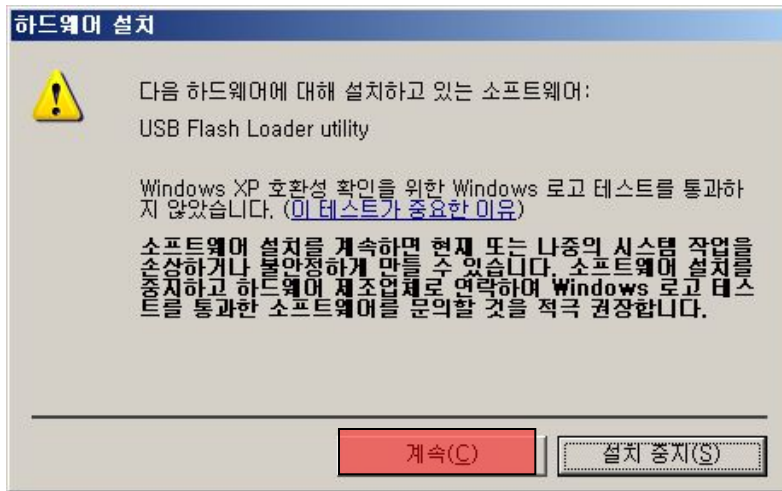 하드웨어 설치
다음 하드웨어에 대해 설치하고 있는 소프트웨어:
USB Flash Loader utility
Windows XP 호환성 확인을 위한 Windows 로고 테스트를 통과하
지 않았습니다. (이 테스트가 중요한 이유)
소프트웨어 설치를 계속하면 현재 또는 나중의 시스템 작업을
손상하거나 불안정하게 만들 수 있습니다. 소프트웨어 설치를
중지하고 하드웨어 제조업체로 연락하여 Windows 로고 테스
트를 통과한 소프트웨어를 문의할 것을 적극 권장합니다.
계속(C)
설치 중지(S)